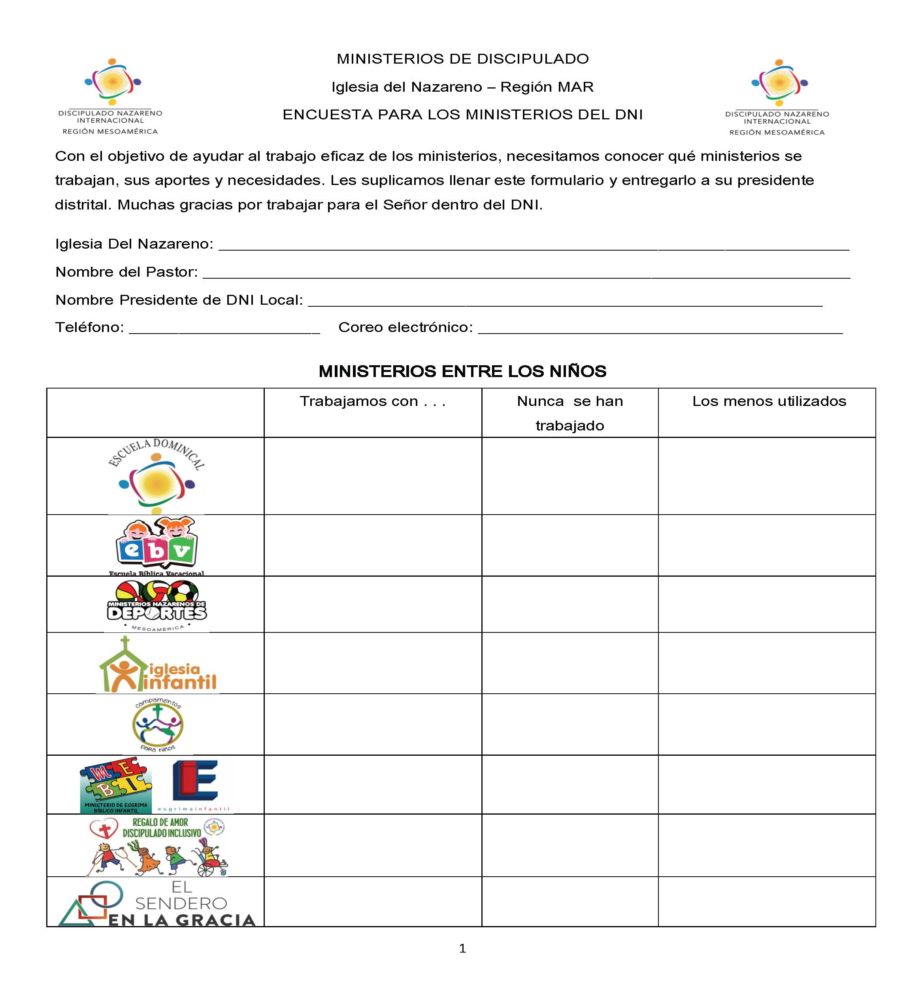 MINISTERIOS DE DISCIPULADO
Iglesia del Nazareno – Región MAR
ENCUESTA PARA LOS MINISTERIOS DEL DNI
DISCIPULADO NAZARENO
INTERNACIONAL
REGIÓN MESOAMÉRICA
DISCIPULADO NAZARENO
INTERNACIONAL
REGIÓN MESOAMÉRICA
Con el objetivo de ayudar al trabajo eficaz de los ministerios, necesitamos conocer qué ministerios se
trabajan, sus aportes y necesidades. Les suplicamos llenar este formulario y entregarlo a su presidente
distrital. Muchas gracias por trabajar para el Señor dentro del DNI.
Iglesia Del Nazareno:
Nombre del Pastor:
Nombre Presidente de DNI Local:
Teléfono: Coreo electrónico:
MINISTERIOS ENTRE LOS NIÑOS
Trabajamos con . . .
Nunca se han
trabajado
Los menos utilizados
ESCUELA DOMINICAL
ebv
Escuela Bíblica Vacacional
MINISTERIOS NAZARENOS DE
DEPORTES
MESOAMÉRICA
iglesia
infantil
campamentos
para niños
MEBI
MINISTERIO DE ESGRIMA
BÍBLICO INFANTIL
E
esgrimainfantil
REGALO DE AMOR
DISCIPULADO INCLUSIVO
EL
SENDERO
EN LA GRACIA
1